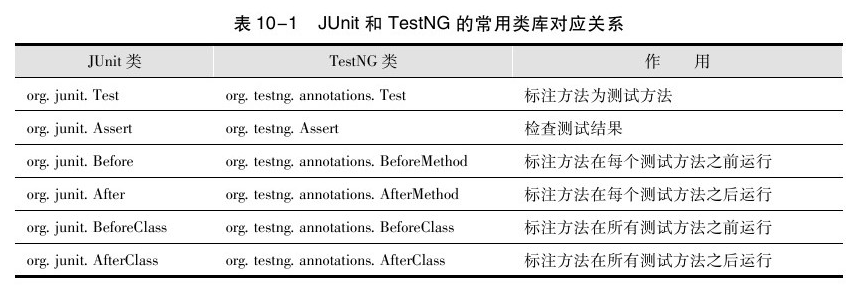 表 10-1 JUnit 和 TestNG 的常用类库对应关系
JUnit 类 TestNG 类 作 用
org. junit. Test org. testng. annotations. Test 标注方法为测试方法
org. junit. Assert org. testng. Assert 检查测试结果
org. junit. Before org. testng. annotations. BeforeMethod 标注方法在每个测试方法之前运行
org. junit. After org. testng. annotations. AfterMethod 标注方法在每个测试方法之后运行
org. junit. BeforeClass org. testng. annotations. BeforeClass 标注方法在所有测试方法之前运行
org. junit. AfterClass org. testng. annotations. AfterClass 标注方法在所有测试方法之后运行